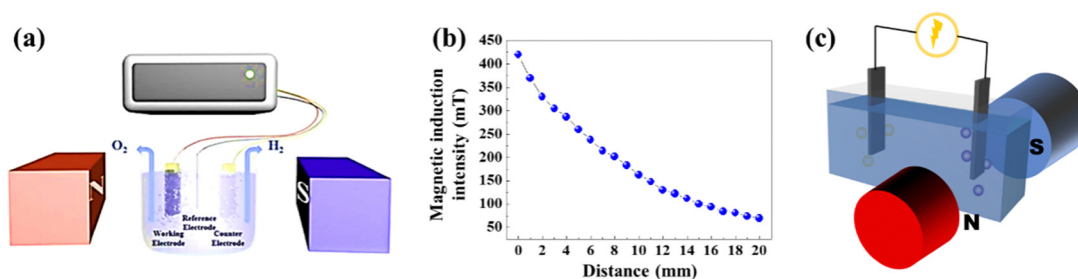 (a)
O2
H2
N
S
Reference
Electrode
Working
Electrode
Counter
Electrode
(b)
Magnetic induction
intensity (mT)
450
400
350
300
250
200
150
100
50
0 2 4 6 8 10 12 14 16 18 20
Distance (mm)
(c)
S
N